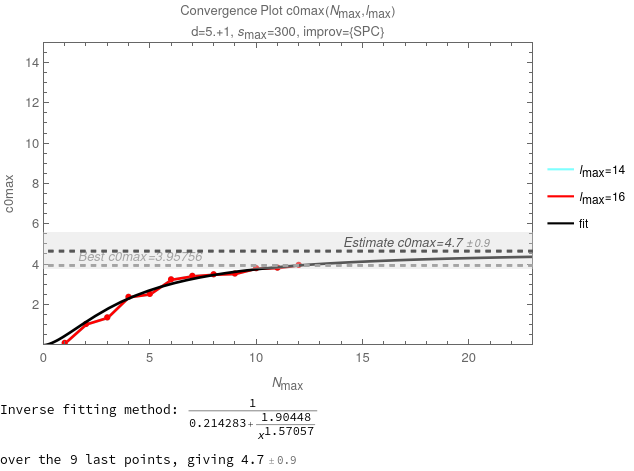 Convergence Plot c0max(Nmax,lmax)
d=5.+1, smax=300, improv={SPC}
14
12
10
8
6
4
2
c0max
Estimate c0max=4.7 ±0.9
Best c0max=3.95756
0
5
10
15
20
Nmax
lmax=14
lmax=16
fit
Inverse fitting method:
1
0.214283+
1.90448
x1.57057
over the 9 last points, giving 4.7 ±0.9